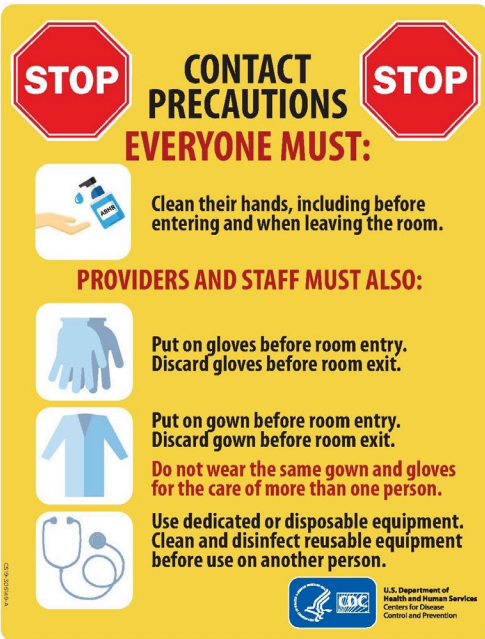 STOP
STOP
CONTACT
PRECAUTIONS
EVERYONE MUST:
ABHR
Clean their hands, including before
entering and when leaving the room.
PROVIDERS AND STAFF MUST ALSO:
Put on gloves before room entry.
Discard gloves before room exit.
Put on gown before room entry.
Discard gown before room exit.
Do not wear the same gown and gloves
for the care of more than one person.
Use dedicated or disposable equipment.
Clean and disinfect reusable equipment
before use on another person.
CDC
U.S. Department of
Health and Human Services
Centers for Disease
Control and Prevention